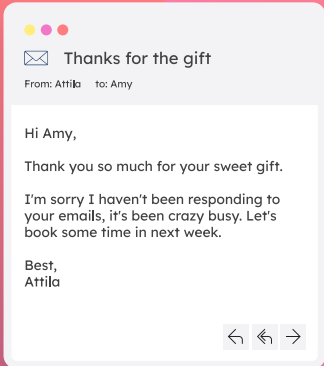 Thanks for the gift
From: Attila to: Amy
Hi Amy,
Thank you so much for your sweet gift.
I'm sorry I haven't been responding to
your emails, it's been crazy busy. Let's
book some time in next week.
Best,
Attila